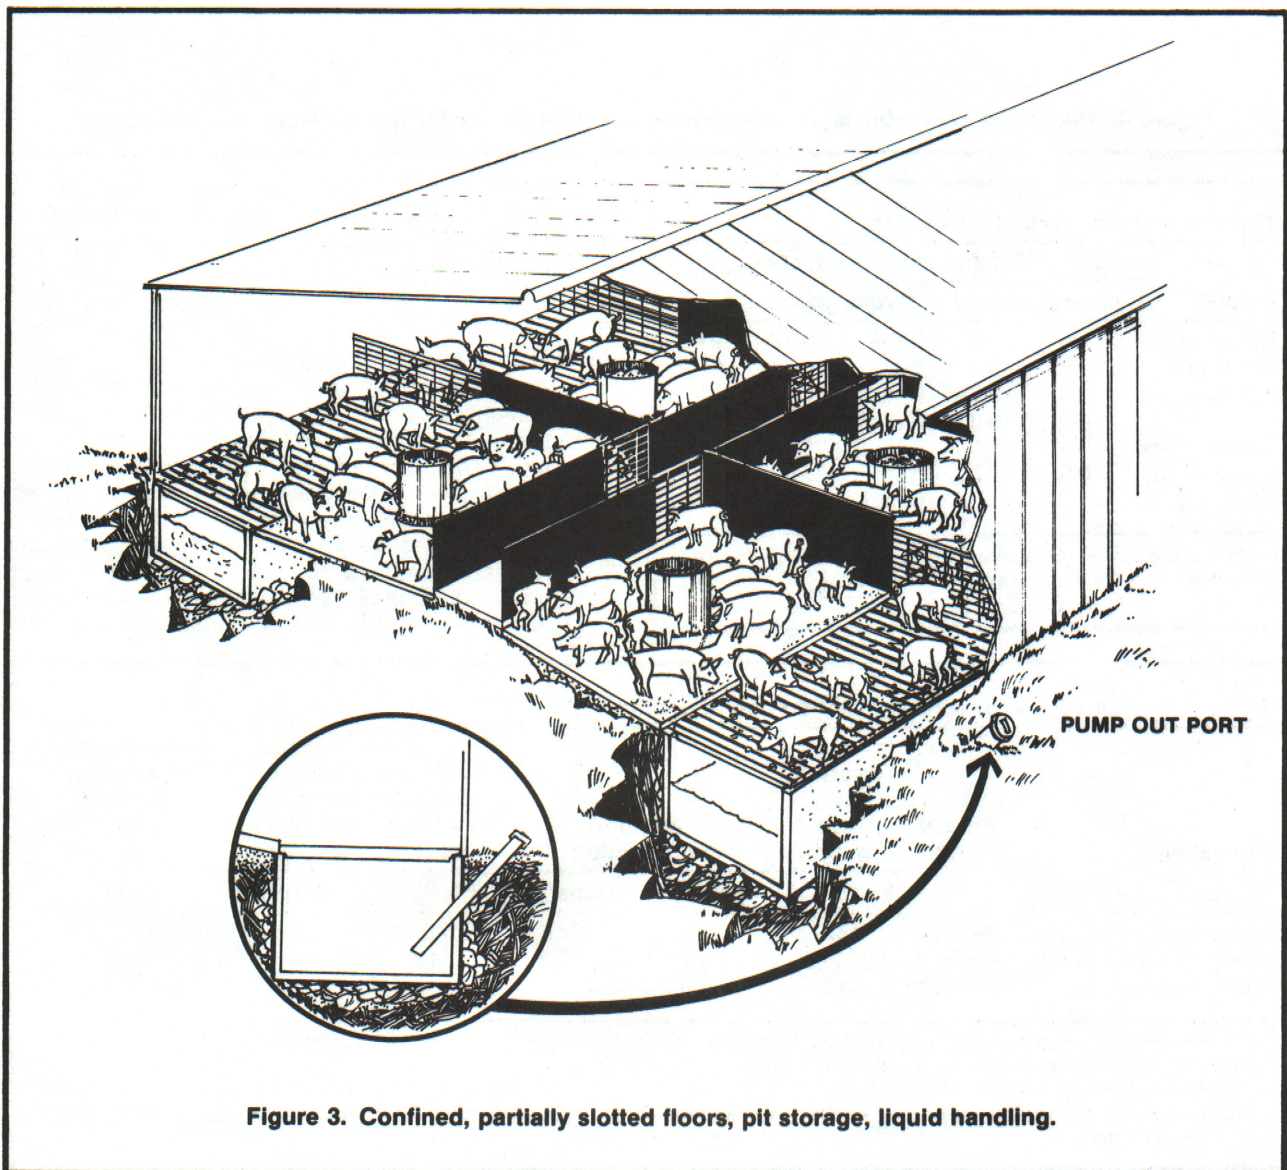 PUMP OUT PORT
Figure 3. Confined, partially slotted floors, pit storage, liquid handling.